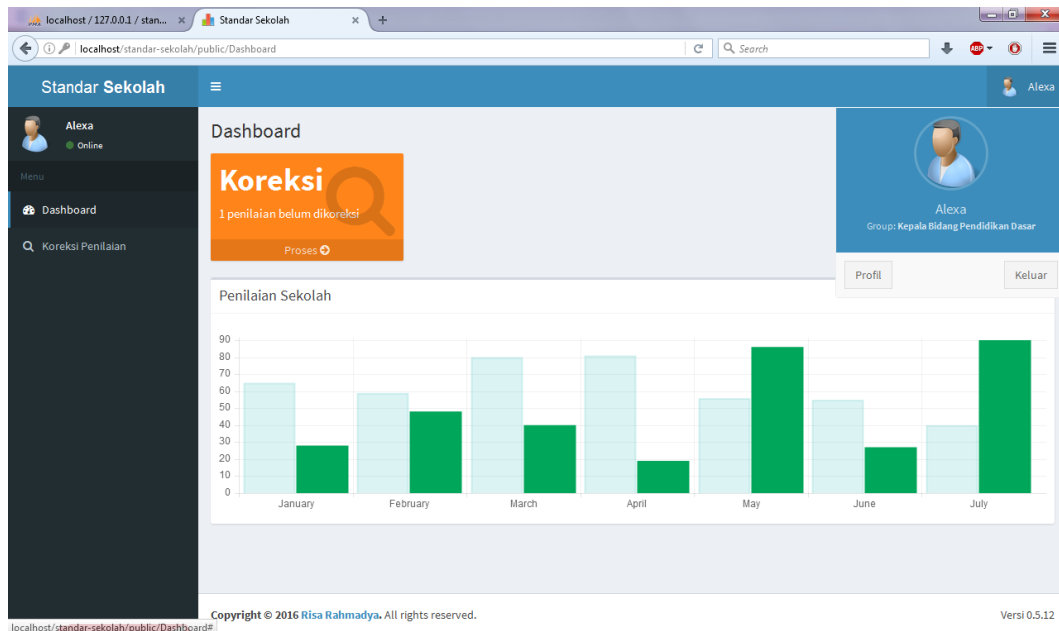 localhost / 127.0.0.1 / stan...
Standar Sekolah
localhost/standar-sekolah/public/Dashboard
Search
ABP
Standar Sekolah
Alexa
Alexa
Online
Menu
Dashboard
Koreksi Penilaian
Dashboard
Koreksi
1 penilaian belum dikoreksi
Proses
Alexa
Group: Kepala Bidang Pendidikan Dasar
Profil
Keluar
Penilaian Sekolah
90
80
70
60
50
40
30
20
10
0
January February March April May June July
Copyright © 2016 Risa Rahmadya. All rights reserved.
Versi 0.5.12
localhost/standar-sekolah/public/Dashboard#